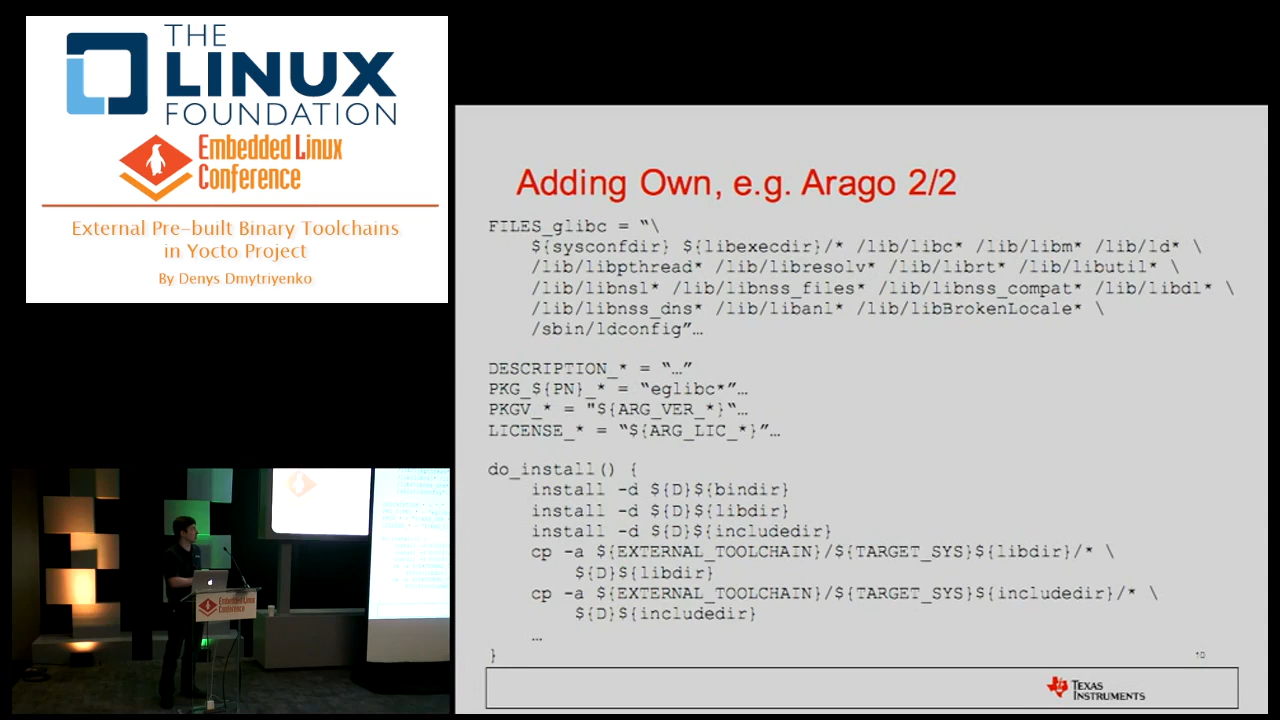 THE
LINUX
FOUNDATION
Embedded Linux
Conference
External Pre-built Binary Toolchains
in Yocto Project
By Denys Dmytriyenko
Adding Own, e.g. Arago 2/2
FILES_glibc = “\
${sysconfdir} ${libexecdir}/* /lib/libc* /lib/libm* /lib/ld* \
/lib/libpthread* /lib/libresolv* /lib/librt* /lib/libutil* \
/lib/libnsl* /lib/libnss_files* /lib/libnss_compat* /lib/libdl* \
/lib/libnss_dns* /lib/libanl* /lib/libBrokenLocale* \
/sbin/ldconfig”…
DESCRIPTION_* = “…”
PKG_${PN}_* = “eglibc*”…
PKGV_* = "${ARG_VER_*}“…
LICENSE_* = “${ARG_LIC_*}”…
do_install() {
install -d ${D}${bindir}
install -d ${D}${libdir}
install -d ${D}${includedir}
cp -a ${EXTERNAL_TOOLCHAIN}/${TARGET_SYS}${libdir}/* \
${D}${libdir}
cp -a ${EXTERNAL_TOOLCHAIN}/${TARGET_SYS}${includedir}/* \
${D}${includedir}
…
}
10
TEXAS
INSTRUMENTS
Embedded Linux
Conference